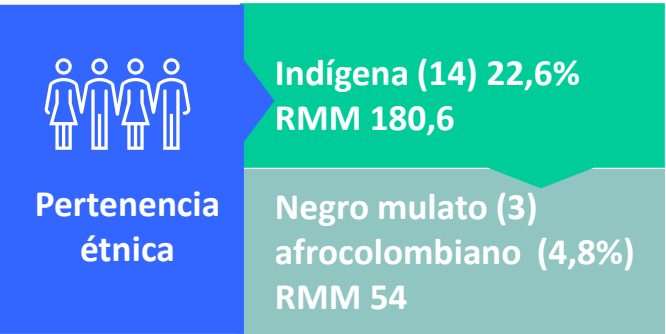 Pertenencia
étnica
Indígena (14) 22,6%
RMM 180,6
Negro mulato (3)
afrocolombiano (4,8%)
RMM 54